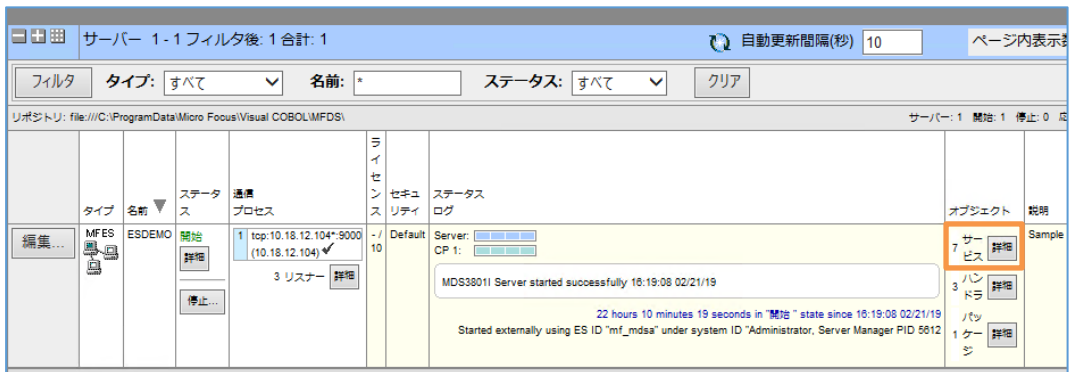 サーバー 1 - 1 フィルタ後: 1 合計: 1 自動更新間隔(秒) 10 ページ内表示
フィルタ タイプ: すべて 名前: * ステータス: すべて クリア
リポジトリ: file:///C:\ProgramData\Micro Focus\Visual COBOL\MFDS\ サーバー: 1 開始: 1 停止: 0
タイプ 名前 ステータス 通信プロセス ライセンス セキュリティ ステータスログ オブジェクト 説明
編集... MFES ESDEMO 開始 1 tcp:10.18.12.104*:9000 - / 10 Default Server: 7 サービス 詳細 Sample
詳細 (10.18.12.104) CP 1:
3 リスナー 詳細
停止... MDS3801I Server started successfully 16:19:08 02/21/19 3 ハンドラ 詳細
22 hours 10 minutes 19 seconds in "開始 " state since 16:19:08 02/21/19
Started externally using ES ID "mf_mdsa" under system ID "Administrator, Server Manager PID 5612 1 パッケージ 詳細